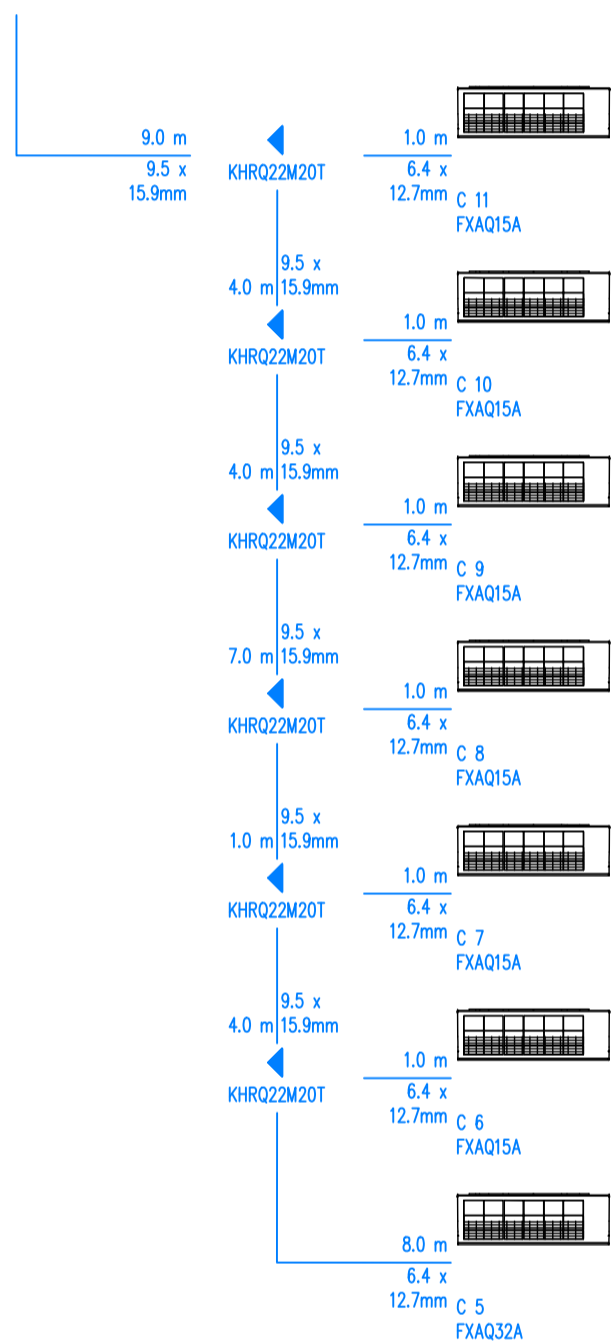 9.0 m
9.5 x
15.9mm
KHRQ22M20T
1.0 m
6.4 x
12.7mm
C 11
FXAQ15A
9.5 x
4.0 m 15.9mm
KHRQ22M20T
1.0 m
6.4 x
12.7mm
C 10
FXAQ15A
9.5 x
4.0 m 15.9mm
KHRQ22M20T
1.0 m
6.4 x
12.7mm
C 9
FXAQ15A
9.5 x
7.0 m 15.9mm
KHRQ22M20T
1.0 m
6.4 x
12.7mm
C 8
FXAQ15A
9.5 x
1.0 m 15.9mm
KHRQ22M20T
1.0 m
6.4 x
12.7mm
C 7
FXAQ15A
9.5 x
4.0 m 15.9mm
KHRQ22M20T
1.0 m
6.4 x
12.7mm
C 6
FXAQ15A
8.0 m
6.4 x
12.7mm
C 5
FXAQ32A